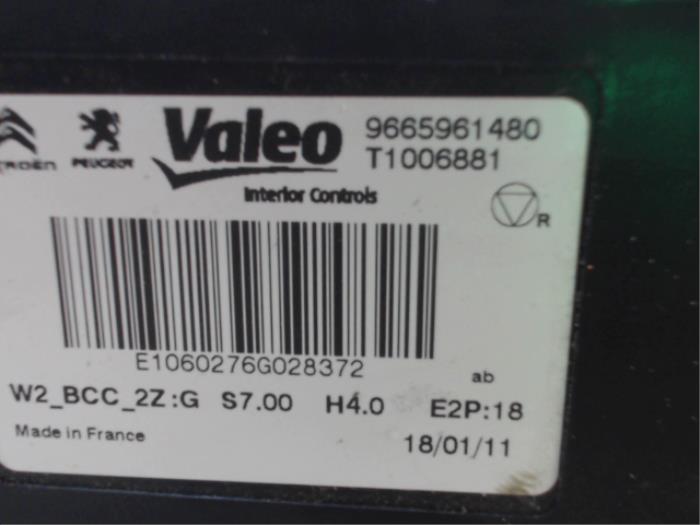 CITROËN PEUGEOT Valeo 9665961480
T1006881
Interior Controls
R
E1060276G028372
ab
W2_BCC_2Z:G S7.00 H4.0 E2P:18
Made in France 18/01/11